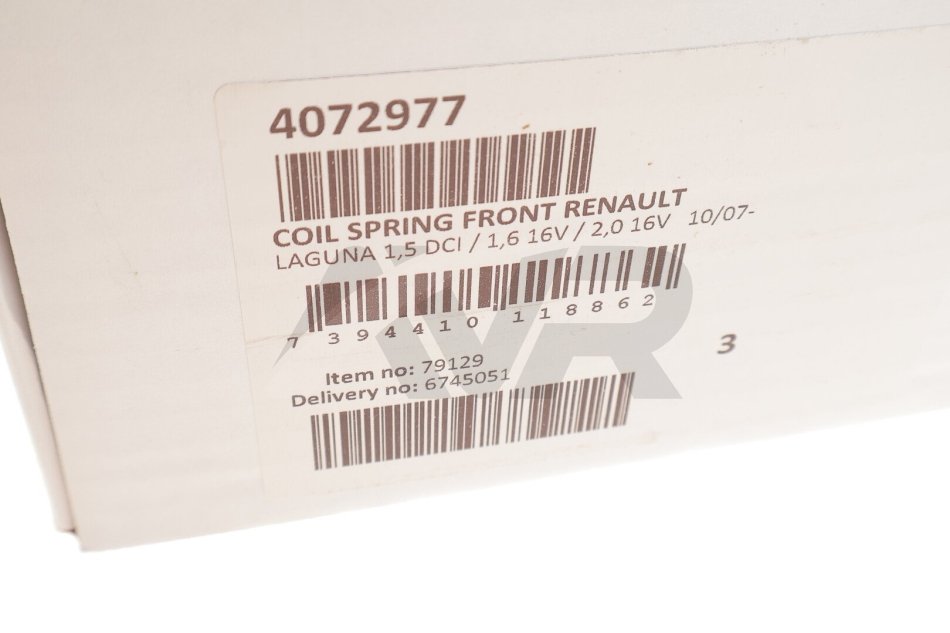 4072977
COIL SPRING FRONT RENAULT
LAGUNA 1,5 DCI / 1,6 16V / 2,0 16V 10/07-
7 394410 118862
Item no: 79129
Delivery no: 6745051
3
VR